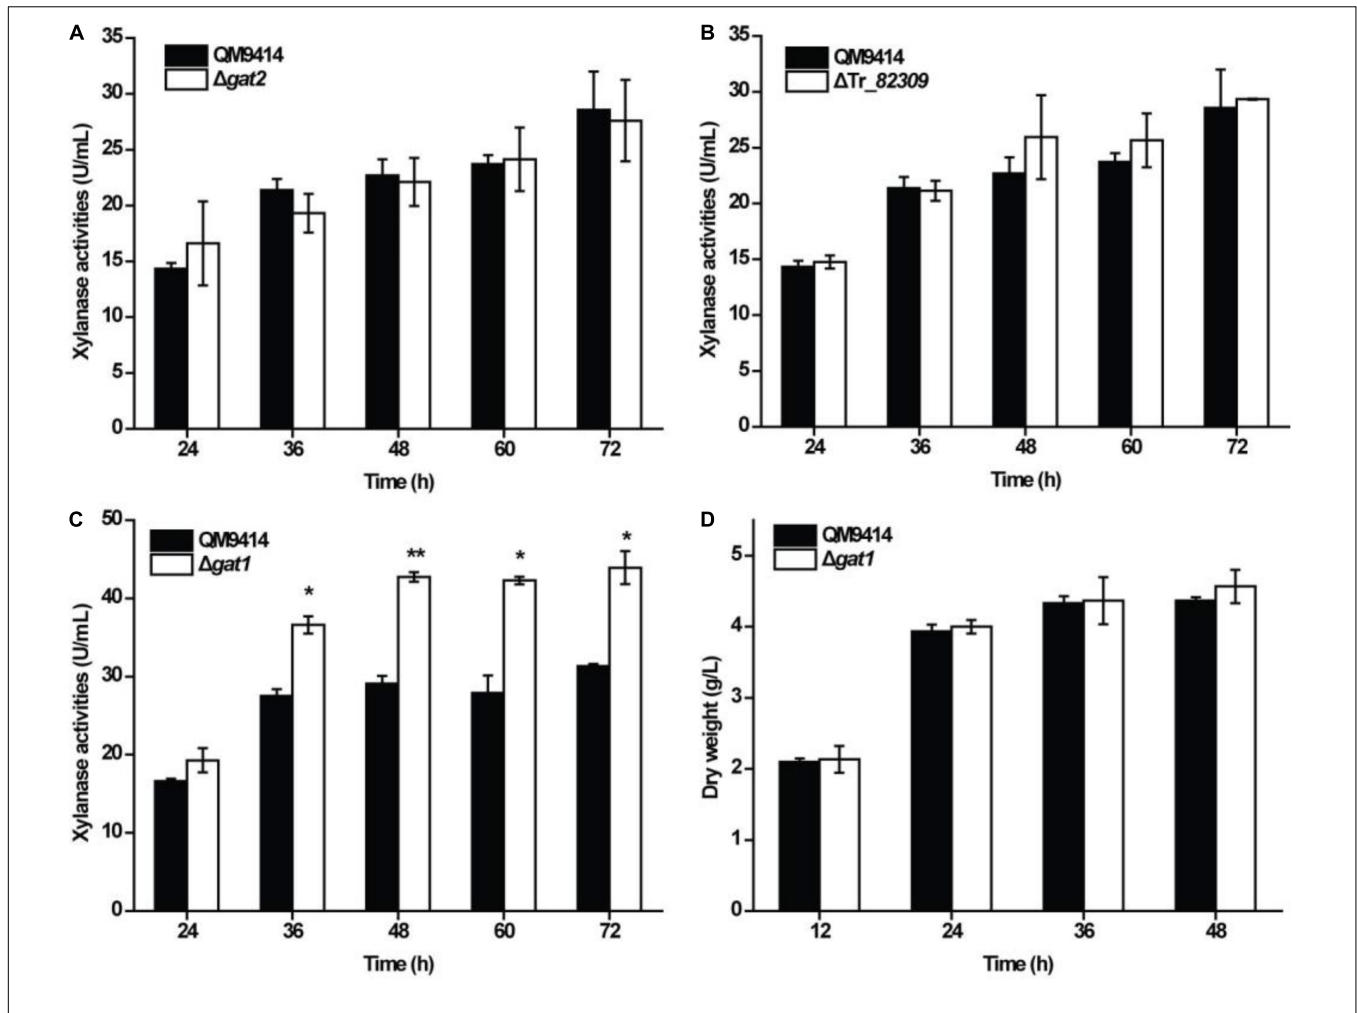 A
QM9414
Δgat2
Xylanase activities (U/mL)
35
30
25
20
15
10
5
0
24 36 48 60 72
Time (h)
B
QM9414
ΔTr_82309
Xylanase activities (U/mL)
35
30
25
20
15
10
5
0
24 36 48 60 72
Time (h)
C
QM9414
Δgat1
Xylanase activities (U/mL)
50
40
30
20
10
0
* ** * *
24 36 48 60 72
Time (h)
D
QM9414
Δgat1
Dry weight (g/L)
5
4
3
2
1
0
12 24 36 48
Time (h)